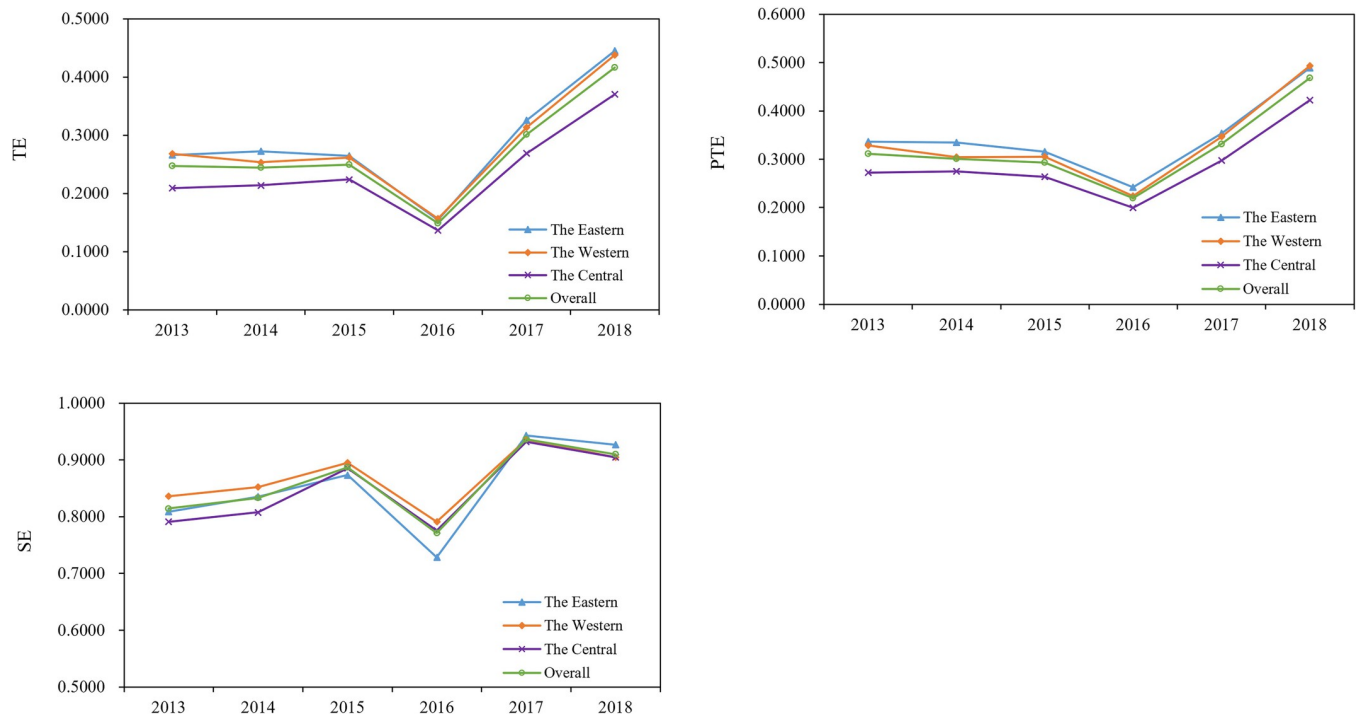 TE
0.5000
0.4000
0.3000
0.2000
0.1000
0.0000
The Eastern
The Western
The Central
Overall
2013 2014 2015 2016 2017 2018
PTE
0.6000
0.5000
0.4000
0.3000
0.2000
0.1000
0.0000
The Eastern
The Western
The Central
Overall
2013 2014 2015 2016 2017 2018
SE
1.0000
0.9000
0.8000
0.7000
0.6000
0.5000
The Eastern
The Western
The Central
Overall
2013 2014 2015 2016 2017 2018